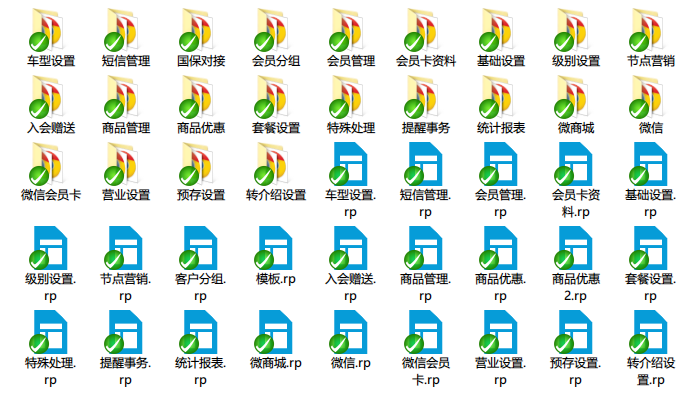 车型设置 短信管理 国保对接 会员分组 会员管理 会员卡资料 基础设置 级别设置 节点营销
入会赠送 商品管理 商品优惠 套餐设置 特殊处理 提醒事务 统计报表 微商城 微信
微信会员卡 营业设置 预存设置 转介绍设置 车型设置. 短信管理. 会员管理. 会员卡资 基础设置.
rp rp rp 料.rp rp
级别设置. 节点营销. 客户分组. 模板.rp 入会赠送. 商品管理. 商品优惠. 商品优惠 套餐设置.
rp rp rp rp rp rp 2.rp rp
特殊处理. 提醒事务. 统计报表. 微商城.rp 微信.rp 微信会员 营业设置. 预存设置. 转介绍设
rp rp rp 卡.rp rp rp 置.rp